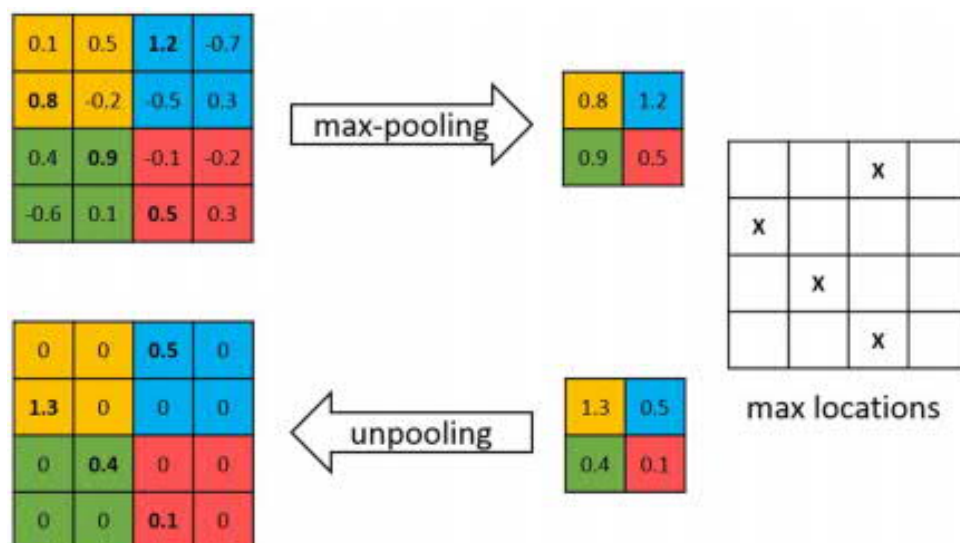 0.1 0.5 1.2 -0.7
0.8 -0.2 -0.5 0.3
0.4 0.9 -0.1 -0.2
-0.6 0.1 0.5 0.3
max-pooling
0.8 1.2
0.9 0.5
X
X
X
X
max locations
0 0 0.5 0
1.3 0 0 0
0 0.4 0 0
0 0 0.1 0
unpooling
1.3 0.5
0.4 0.1